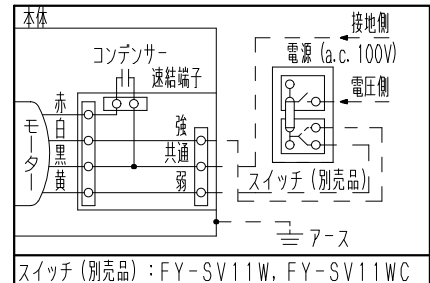 本体
接地側
コンデンサー
電源 (a.c. 100V)
速結端子
電圧側
赤
白
黒
黄
モーター
強
共通
弱
スイッチ (別売品)
アース
スイッチ (別売品) : FY-SV11W, FY-SV11WC